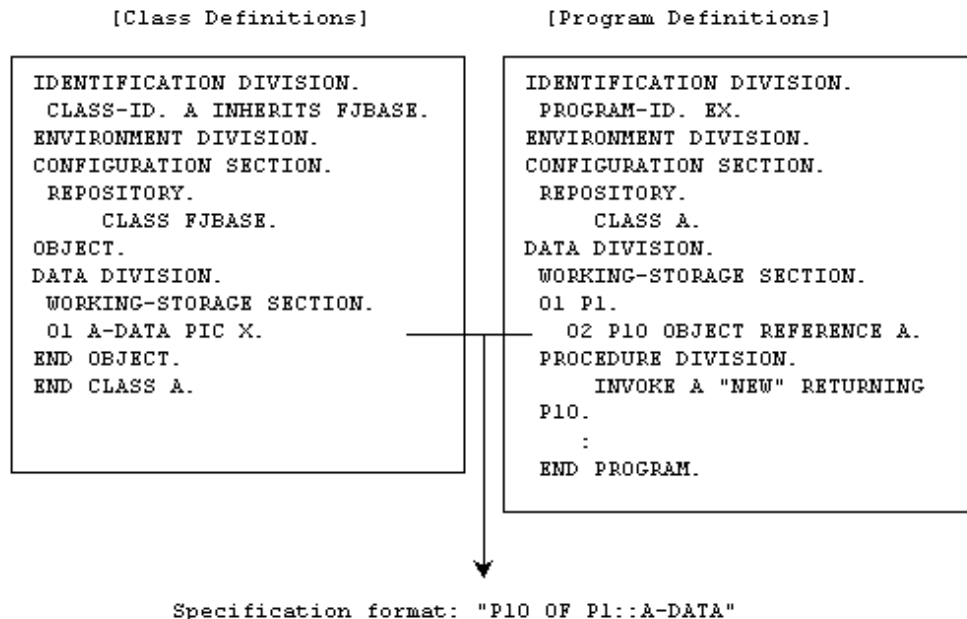 [Class Definitions]
IDENTIFICATION DIVISION.
CLASS-ID. A INHERITS FJBASE.
ENVIRONMENT DIVISION.
CONFIGURATION SECTION.
REPOSITORY.
CLASS FJBASE.
OBJECT.
DATA DIVISION.
WORKING-STORAGE SECTION.
01 A-DATA PIC X.
END OBJECT.
END CLASS A.
[Program Definitions]
IDENTIFICATION DIVISION.
PROGRAM-ID. EX.
ENVIRONMENT DIVISION.
CONFIGURATION SECTION.
REPOSITORY.
CLASS A.
DATA DIVISION.
WORKING-STORAGE SECTION.
01 P1.
02 P10 OBJECT REFERENCE A.
PROCEDURE DIVISION.
INVOKE A "NEW" RETURNING
P10.
:
END PROGRAM.
Specification format: "P10 OF P1::A-DATA"